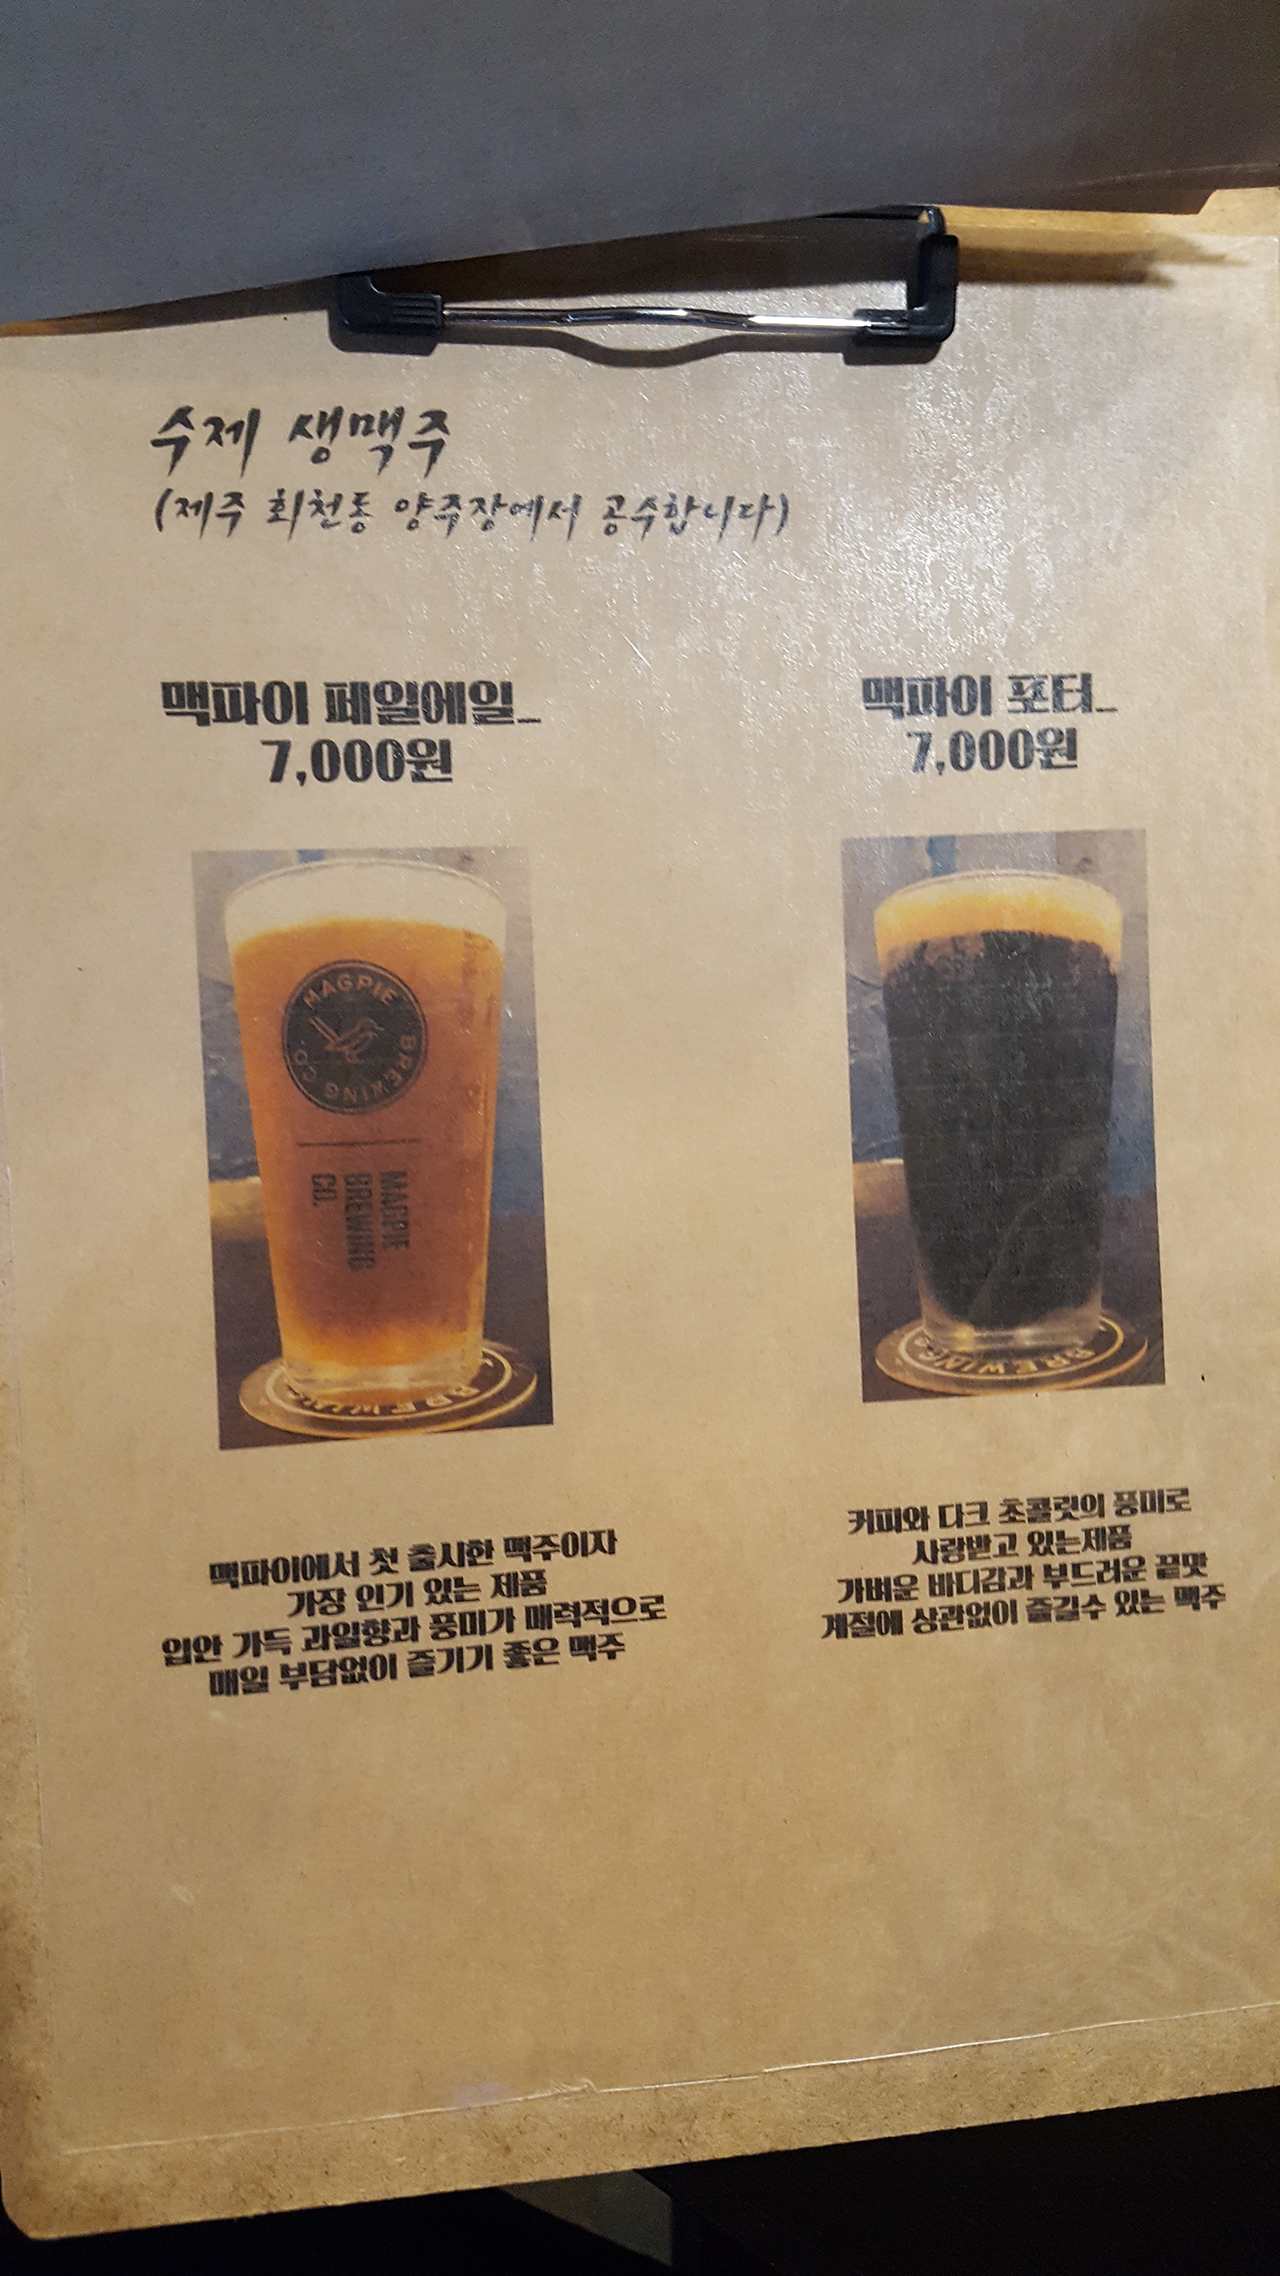 수제 생맥주
(제주 회천동 양주장에서 공수합니다)
맥파이 페일에일_
7,000원
MAGPIE BREWING CO.
MAGPIE
BREWING
CO.
BREWING
맥파이에서 첫 출시한 맥주이자
가장 인기 있는 제품
입안 가득 과일향과 풍미가 매력적으로
매일 부담없이 즐기기 좋은 맥주
맥파이 포터_
7,000원
BREWING
커피와 다크 초콜릿의 풍미로
사랑받고 있는제품
가벼운 바디감과 부드러운 끝맛
계절에 상관없이 즐길수 있는 맥주